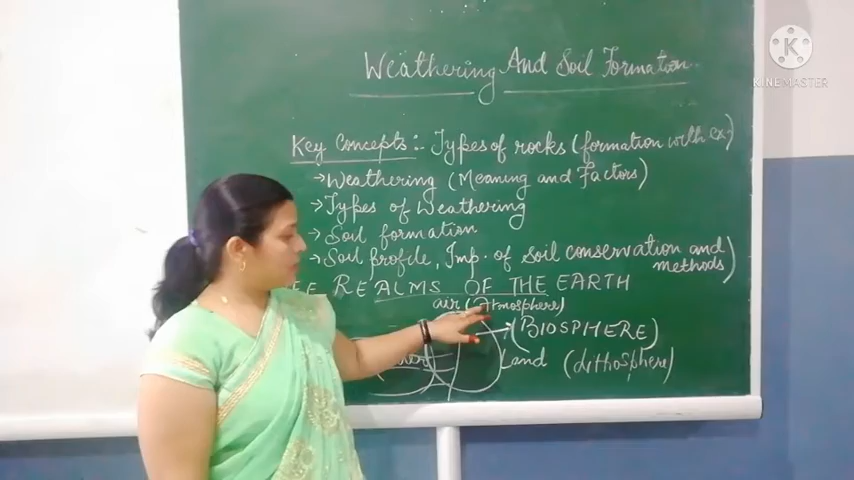 Weathering And Soil Formation
K
KINEMASTER
Key Concepts:- Types of rocks (formation with ex-)
→ Weathering (Meaning and Factors)
→ Types of Weathering
→ Soil formation
→ Soil profile, Imp. of Soil conservation and methods)
EE REALMS OF THE EARTH
air (Atmosphere)
(BIOSPHERE)
Land (Lithosphere)